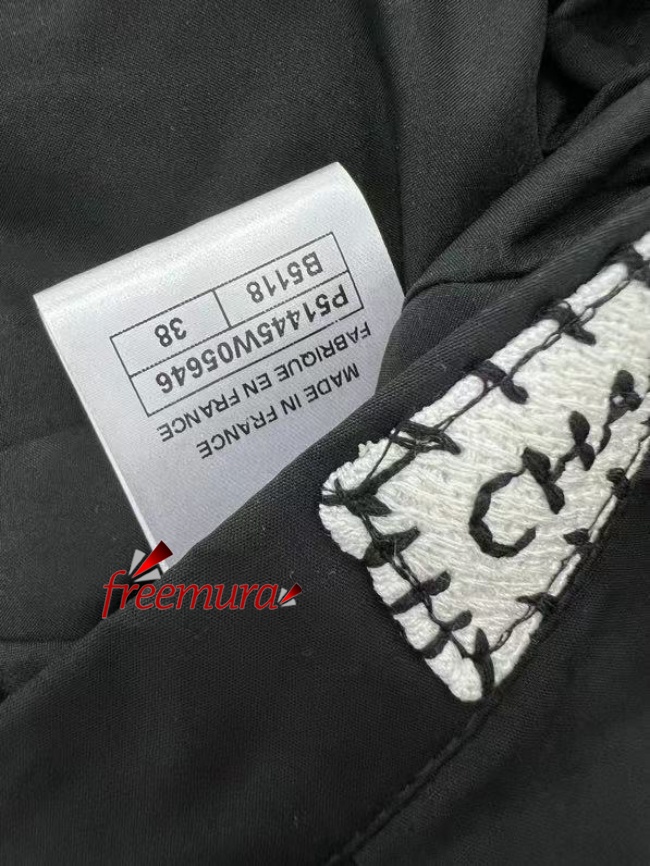 MADE IN FRANCE
FABRIQUE EN FRANCE
P51445W05646
B5118 38
freemura